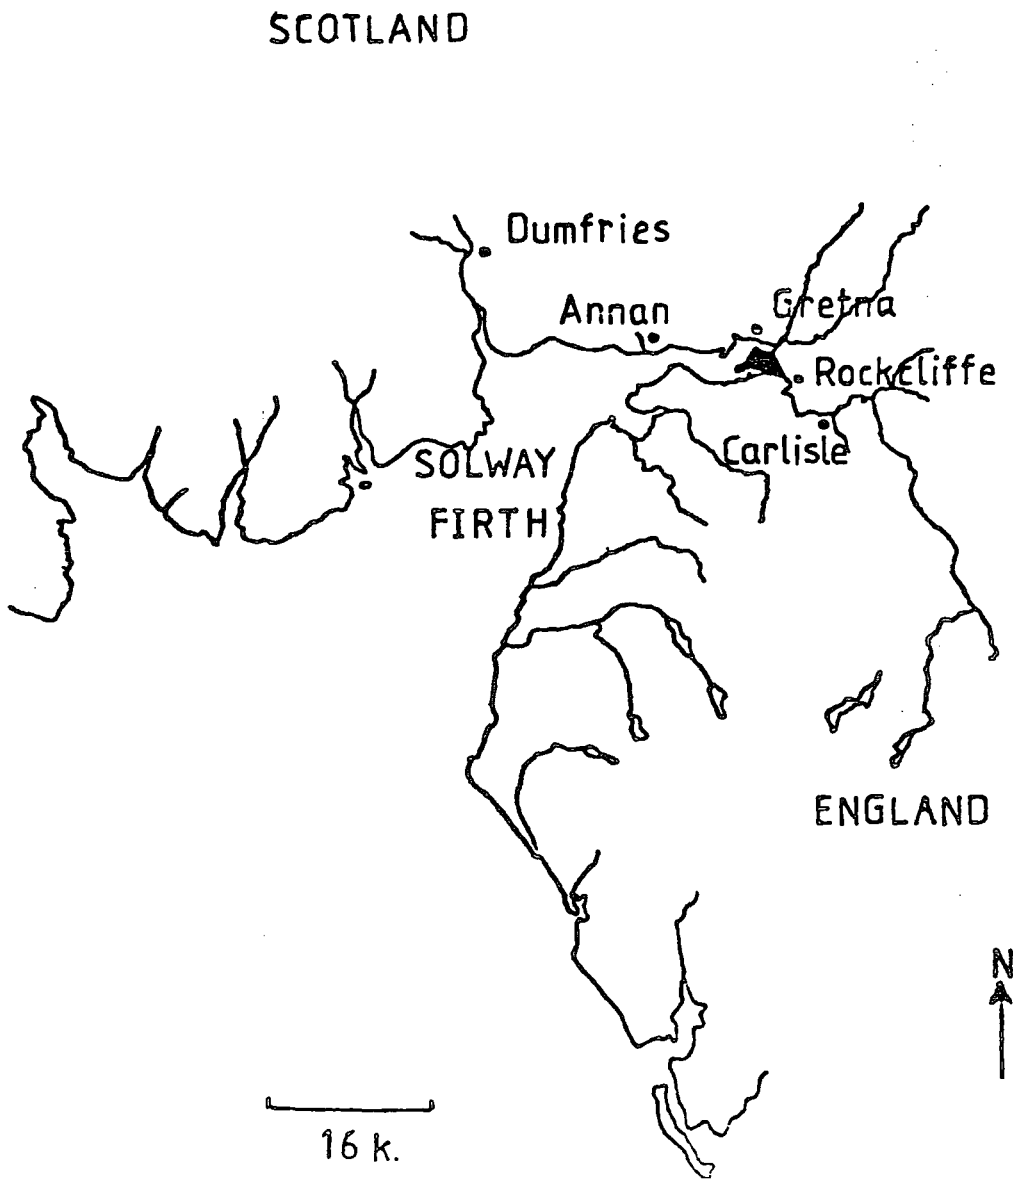 SCOTLAND
Dumfries
Annan
Gretna
Rockcliffe
Carlisle
SOLWAY
FIRTH
ENGLAND
N
16 k.